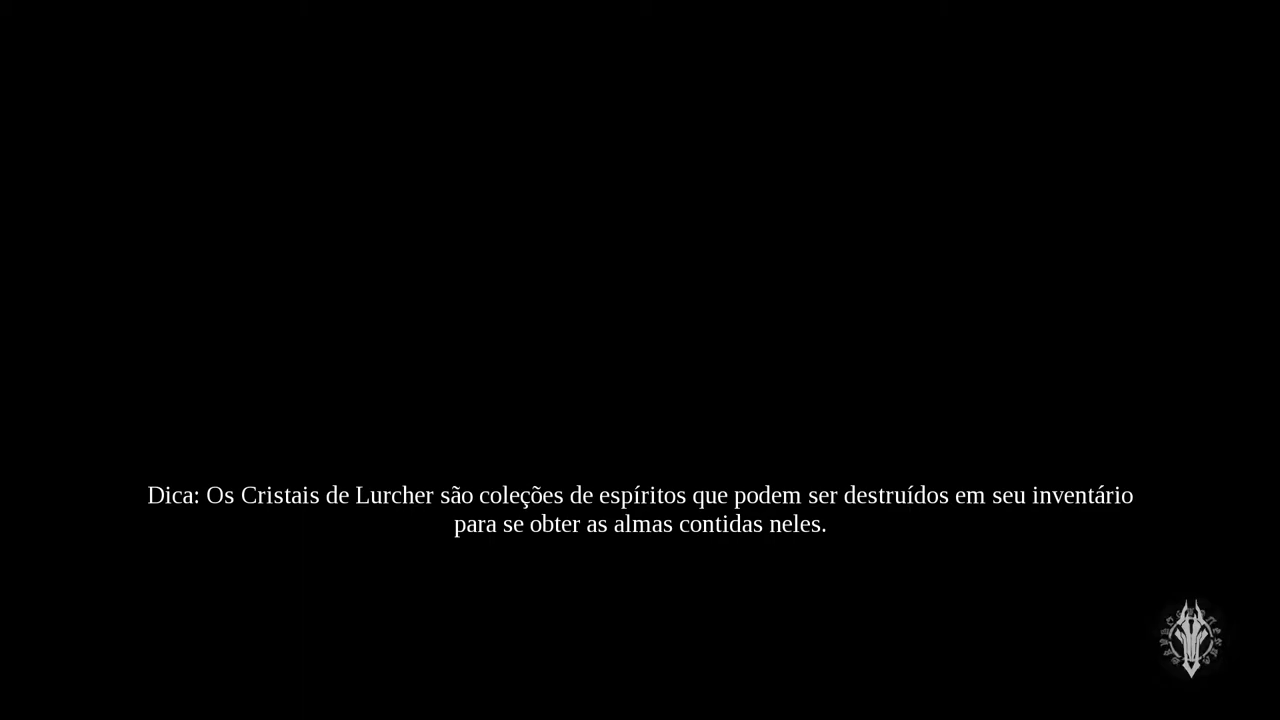 Dica: Os Cristais de Lurcher são coleções de espíritos que podem ser destruídos em seu inventário
para se obter as almas contidas neles.